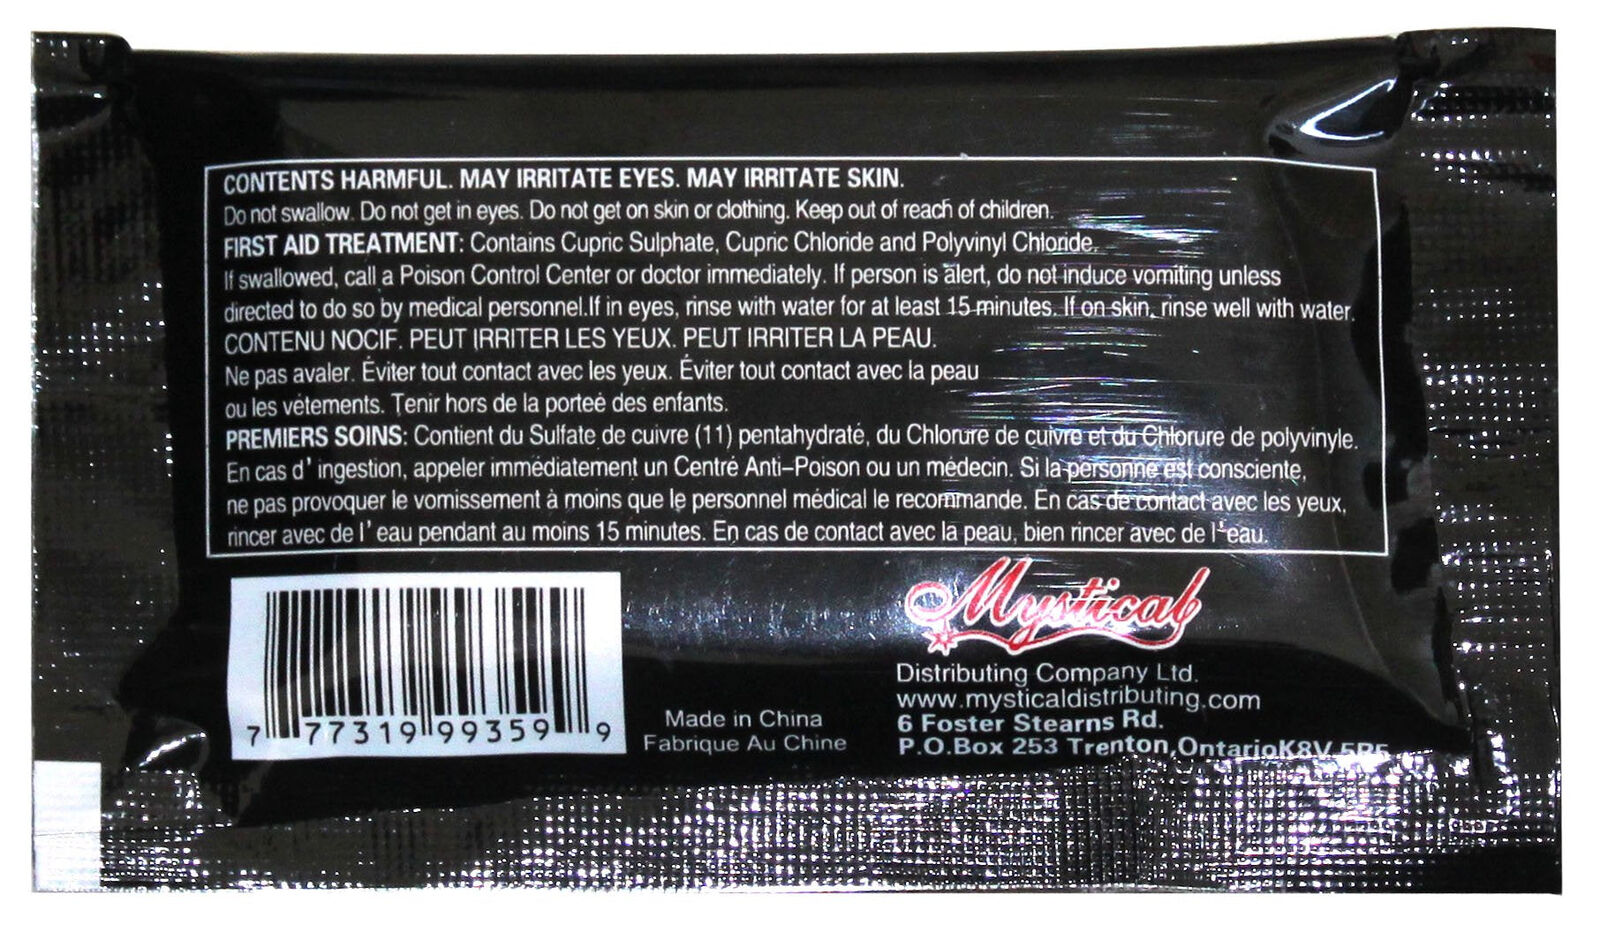 CONTENTS HARMFUL. MAY IRRITATE EYES. MAY IRRITATE SKIN.
Do not swallow. Do not get in eyes. Do not get on skin or clothing. Keep out of reach of children.
FIRST AID TREATMENT: Contains Cupric Sulphate, Cupric Chloride and Polyvinyl Chloride.
If swallowed, call a Poison Control Center or doctor immediately. If person is alert, do not induce vomiting unless
directed to do so by medical personnel.If in eyes, rinse with water for at least 15 minutes. If on skin, rinse well with water.
CONTENU NOCIF. PEUT IRRITER LES YEUX. PEUT IRRITER LA PEAU.
Ne pas avaler. Éviter tout contact avec les yeux. Éviter tout contact avec la peau
ou les vétements. Tenir hors de la porteé des enfants.
PREMIERS SOINS: Contient du Sulfate de cuivre (11) pentahydraté, du Chlorure de cuivre et du Chlorure de polyvinyle.
En cas d' ingestion, appeler immédiatement un Centré Anti-Poison ou un médecin. Si la personne est consciente,
ne pas provoquer le vomissement à moins que le personnel médical le recommande. En cas de contact avec les yeux,
rincer avec de l' eau pendant au moins 15 minutes. En cas de contact avec la peau, bien rincer avec de l'eau.
Mystical
Distributing Company Ltd.
www.mysticaldistributing.com
6 Foster Stearns Rd.
P.O.Box 253 Trenton,OntarioK8V 5R5
Made in China
Fabrique Au Chine
7 77319 99359 9